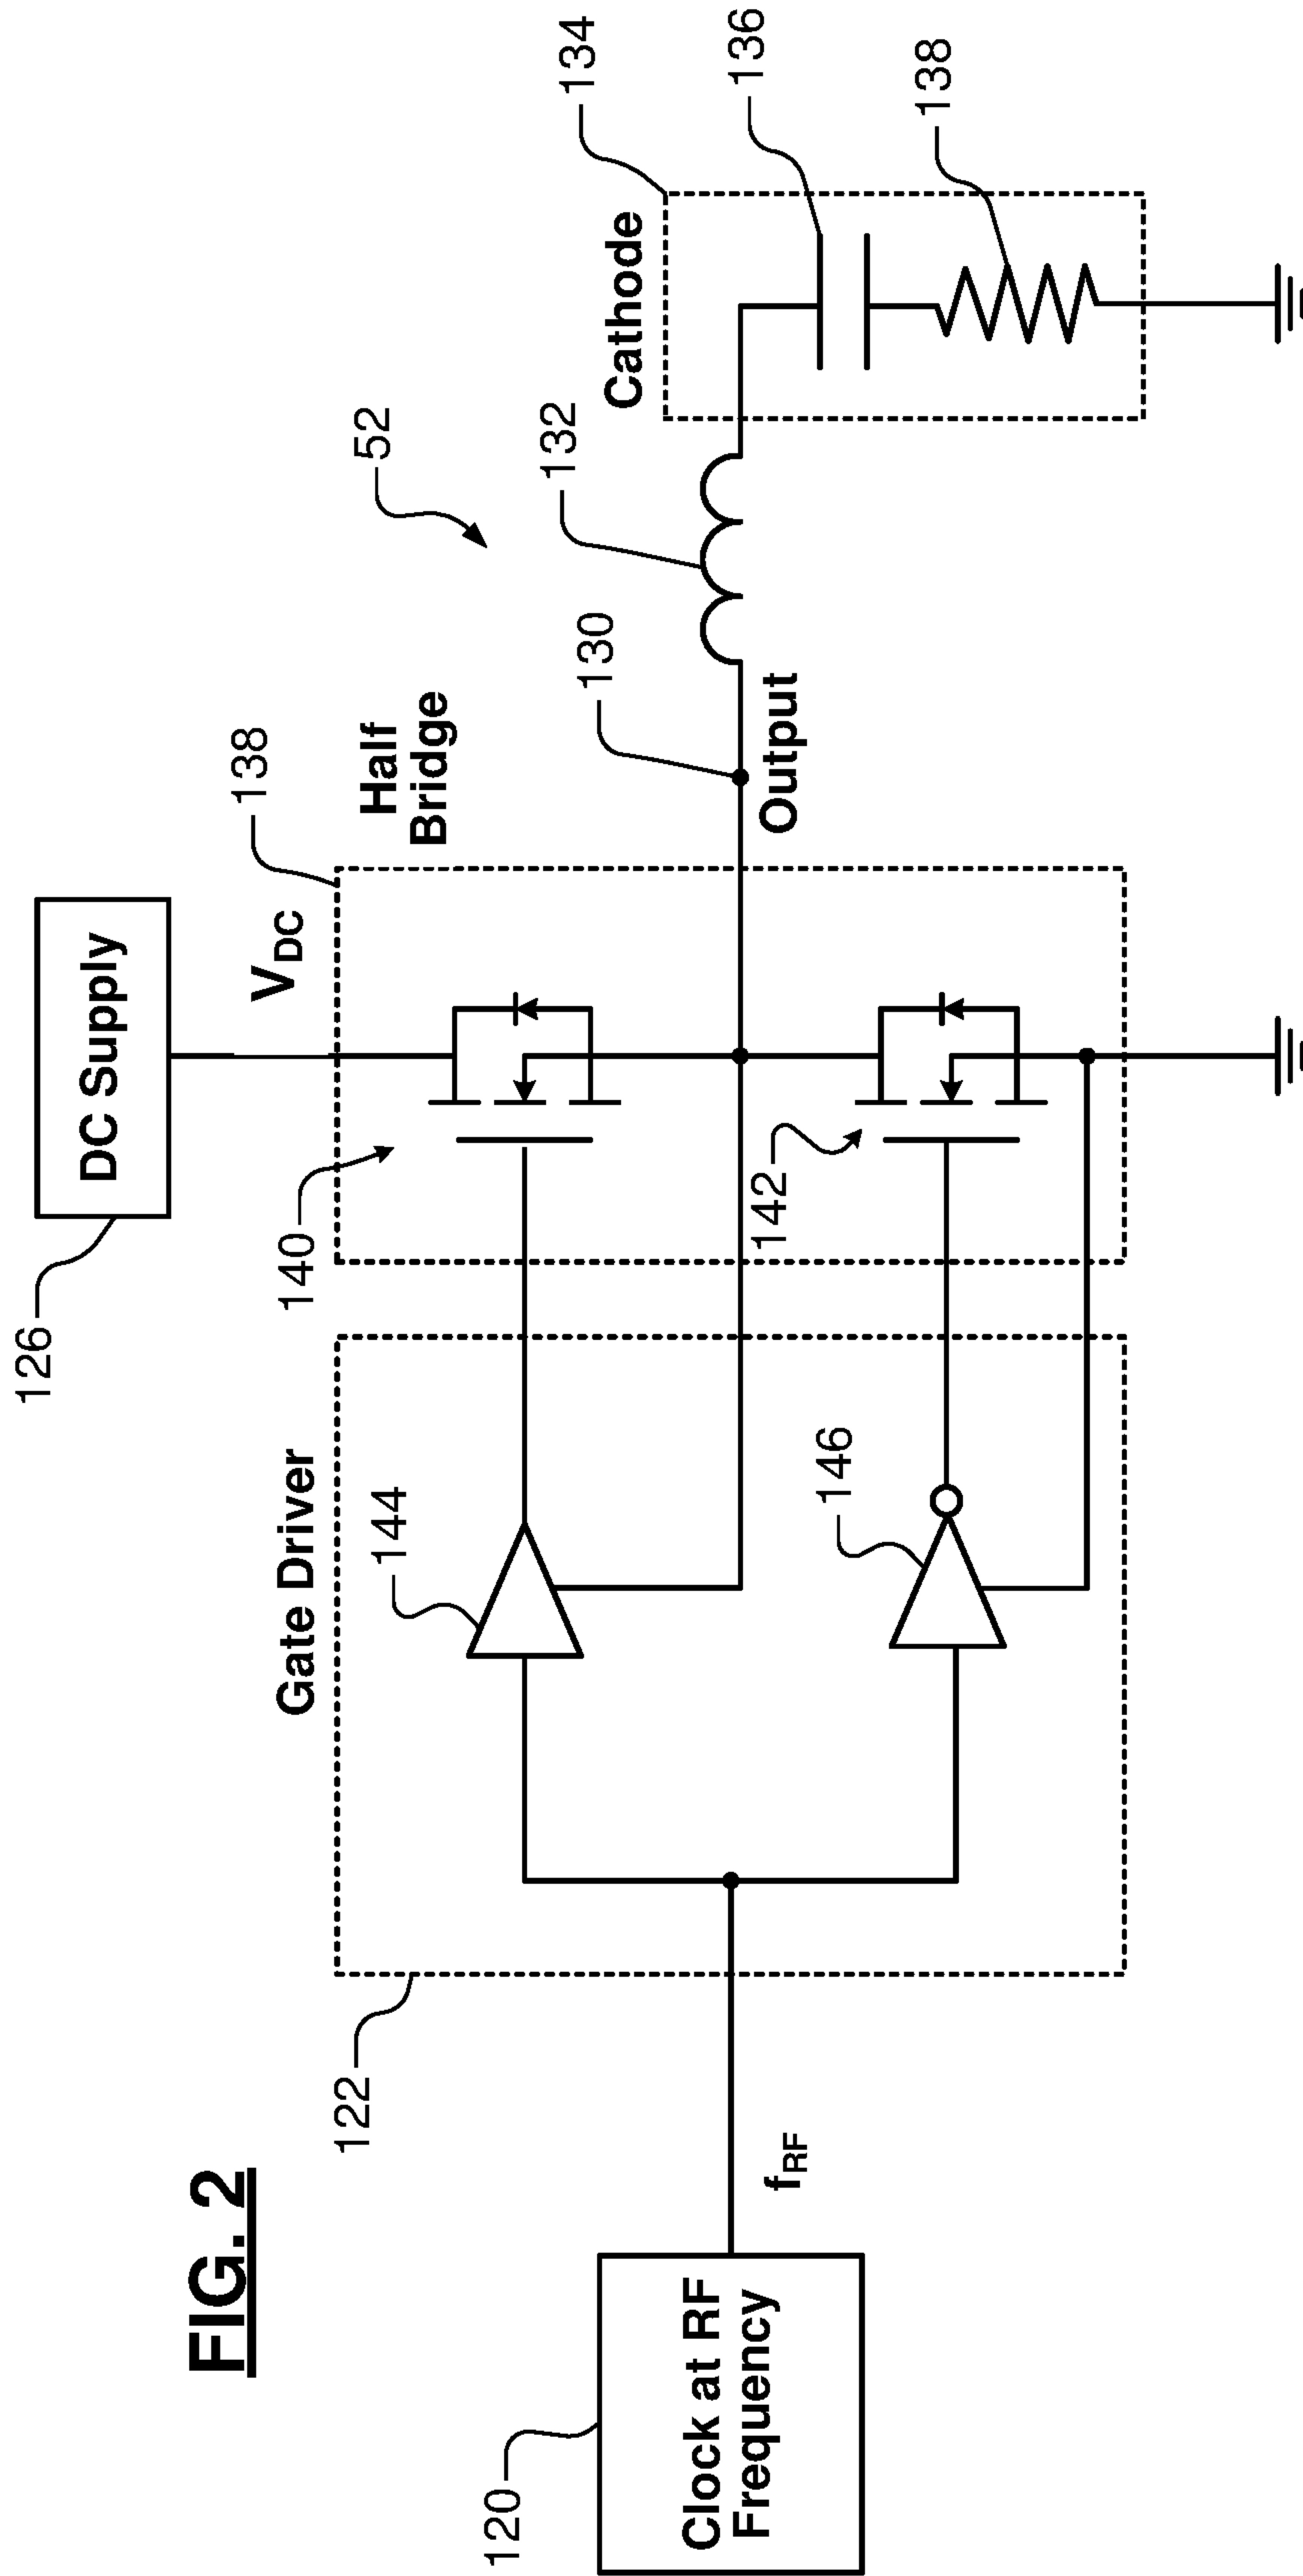 FIG. 2
126
DC Supply
V_DC
138
Half
Bridge
52
134
Cathode
136
138
132
130
Output
140
142
Gate Driver
144
146
122
f_RF
120
Clock at RF
Frequency